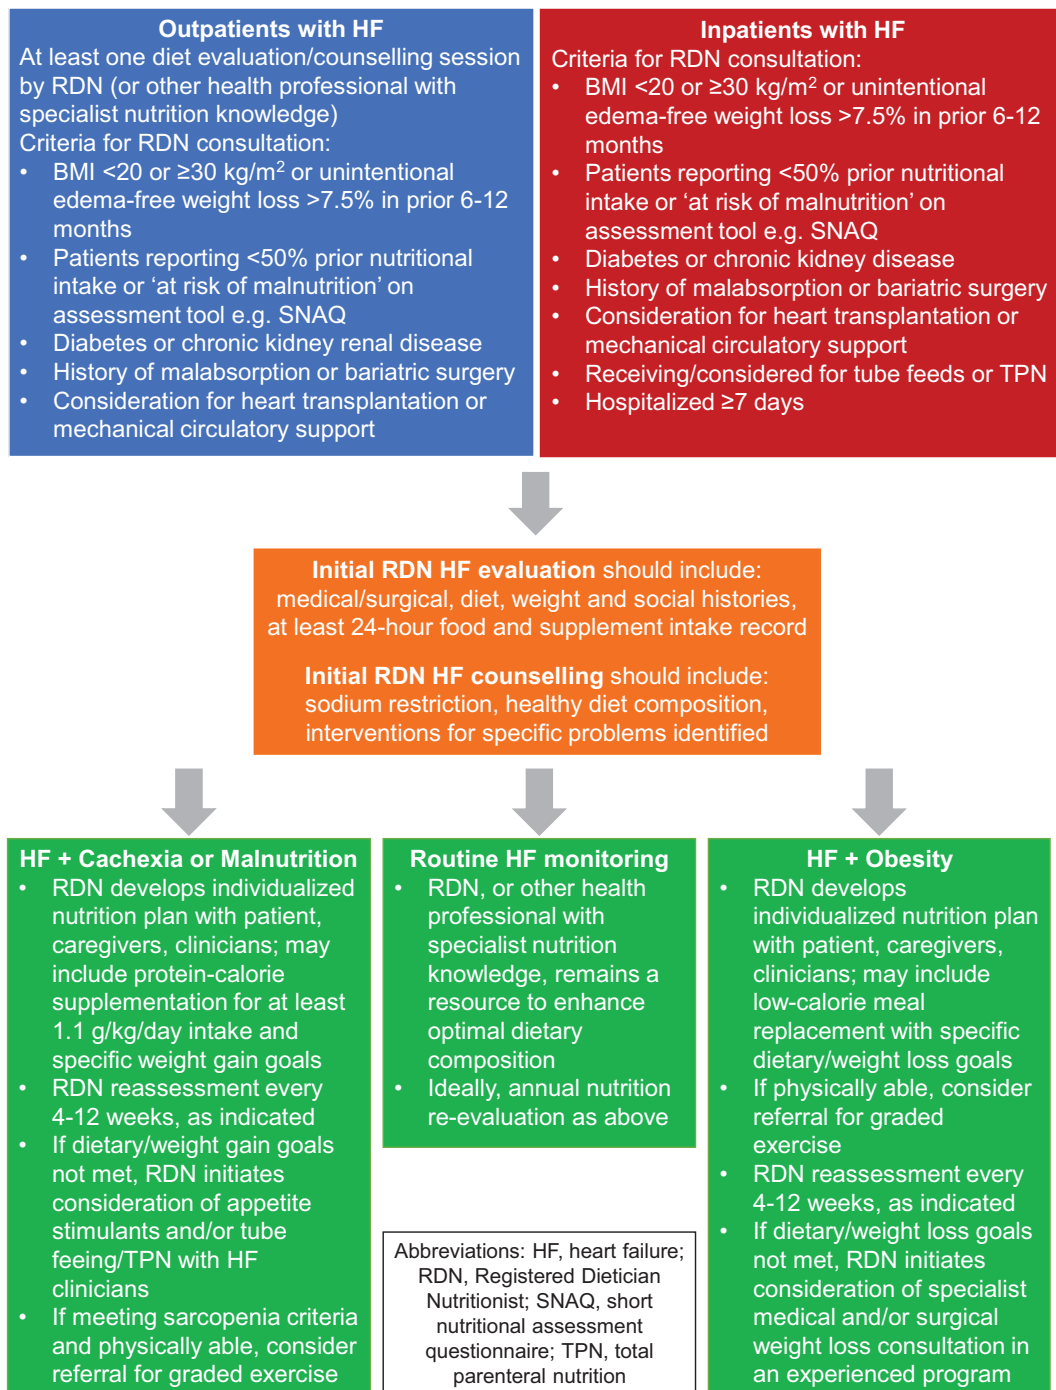 Outpatients with HF
At least one diet evaluation/counselling session
by RDN (or other health professional with
specialist nutrition knowledge)
Criteria for RDN consultation:
• BMI <20 or ≥30 kg/m² or unintentional
edema-free weight loss >7.5% in prior 6-12
months
• Patients reporting <50% prior nutritional
intake or ‘at risk of malnutrition’ on
assessment tool e.g. SNAQ
• Diabetes or chronic kidney renal disease
• History of malabsorption or bariatric surgery
• Consideration for heart transplantation or
mechanical circulatory support
Inpatients with HF
Criteria for RDN consultation:
• BMI <20 or ≥30 kg/m² or unintentional
edema-free weight loss >7.5% in prior 6-12
months
• Patients reporting <50% prior nutritional
intake or ‘at risk of malnutrition’ on
assessment tool e.g. SNAQ
• Diabetes or chronic kidney disease
• History of malabsorption or bariatric surgery
• Consideration for heart transplantation or
mechanical circulatory support
• Receiving/considered for tube feeds or TPN
• Hospitalized ≥7 days
Initial RDN HF evaluation should include:
medical/surgical, diet, weight and social histories,
at least 24-hour food and supplement intake record
Initial RDN HF counselling should include:
sodium restriction, healthy diet composition,
interventions for specific problems identified
HF + Cachexia or Malnutrition
• RDN develops individualized
nutrition plan with patient,
caregivers, clinicians; may
include protein-calorie
supplementation for at least
1.1 g/kg/day intake and
specific weight gain goals
• RDN reassessment every
4-12 weeks, as indicated
• If dietary/weight gain goals
not met, RDN initiates
consideration of appetite
stimulants and/or tube
feeing/TPN with HF
clinicians
• If meeting sarcopenia criteria
and physically able, consider
referral for graded exercise
Routine HF monitoring
• RDN, or other health
professional with
specialist nutrition
knowledge, remains a
resource to enhance
optimal dietary
composition
• Ideally, annual nutrition
re-evaluation as above
Abbreviations: HF, heart failure;
RDN, Registered Dietician
Nutritionist; SNAQ, short
nutritional assessment
questionnaire; TPN, total
parenteral nutrition
HF + Obesity
• RDN develops
individualized nutrition plan
with patient, caregivers,
clinicians; may include
low-calorie meal
replacement with specific
dietary/weight loss goals
• If physically able, consider
referral for graded
exercise
• RDN reassessment every
4-12 weeks, as indicated
• If dietary/weight loss goals
not met, RDN initiates
consideration of specialist
medical and/or surgical
weight loss consultation in
an experienced program